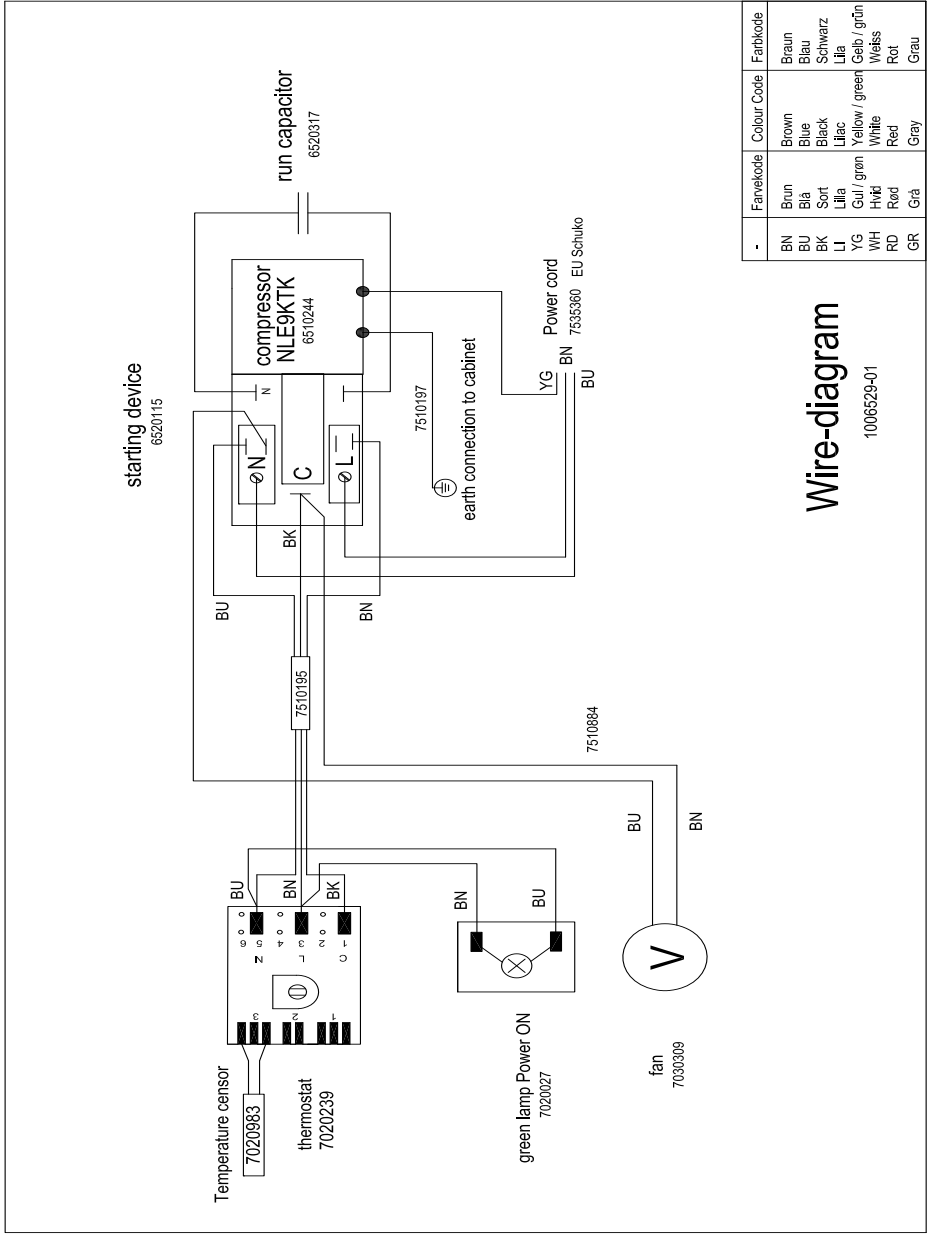 starting device
6520115
run capacitor
6520317
compressor
NLE9KTK
6510244
N
N
C
L
BU
BK
BN
7510195
7510197
earth connection to cabinet
YG
BN
BU
Power cord
7535360 EU Schuko
Temperature censor
7020983
thermostat
7020239
3
2
1
6
5
4
3
2
1
N
L
C
BU
BN
BK
green lamp Power ON
7020027
BN
BU
fan
7030309
V
BU
BN
7510884
Wire-diagram
1006529-01
- Farvekode Colour Code Farbkode
BN Brun Brown Braun
BU Blå Blue Blau
BK Sort Black Schwarz
LI Lilla Lilac Lila
YG Gul / grøn Yellow / green Gelb / grün
WH Hvid White Weiss
RD Rød Red Rot
GR Grå Gray Grau